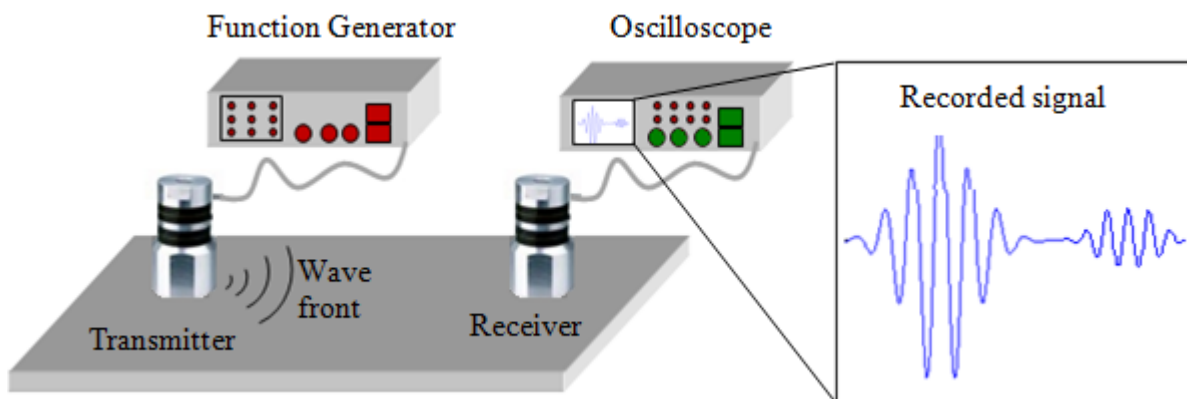 Function Generator
Oscilloscope
Recorded signal
Wave
front
Transmitter
Receiver